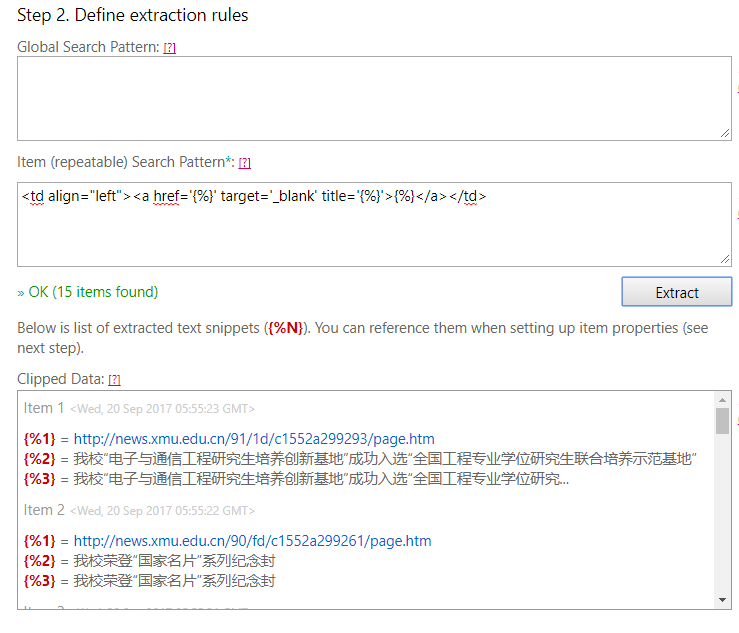 Step 2. Define extraction rules
Global Search Pattern: [?]
Item (repeatable) Search Pattern*: [?]
<td align="left"><a href='{%}' target='_blank' title='{%}'>{%}</a></td>
» OK (15 items found)
Extract
Below is list of extracted text snippets ({%N}). You can reference them when setting up item properties (see
next step).
Clipped Data: [?]
Item 1 <Wed, 20 Sep 2017 05:55:23 GMT>
{%1} = http://news.xmu.edu.cn/91/1d/c1552a299293/page.htm
{%2} = 我校“电子与通信工程研究生培养创新基地”成功入选“全国工程专业学位研究生联合培养示范基地”
{%3} = 我校“电子与通信工程研究生培养创新基地”成功入选“全国工程专业学位研究...
Item 2 <Wed, 20 Sep 2017 05:55:22 GMT>
{%1} = http://news.xmu.edu.cn/90/fd/c1552a299261/page.htm
{%2} = 我校荣登“国家名片”系列纪念封
{%3} = 我校荣登“国家名片”系列纪念封